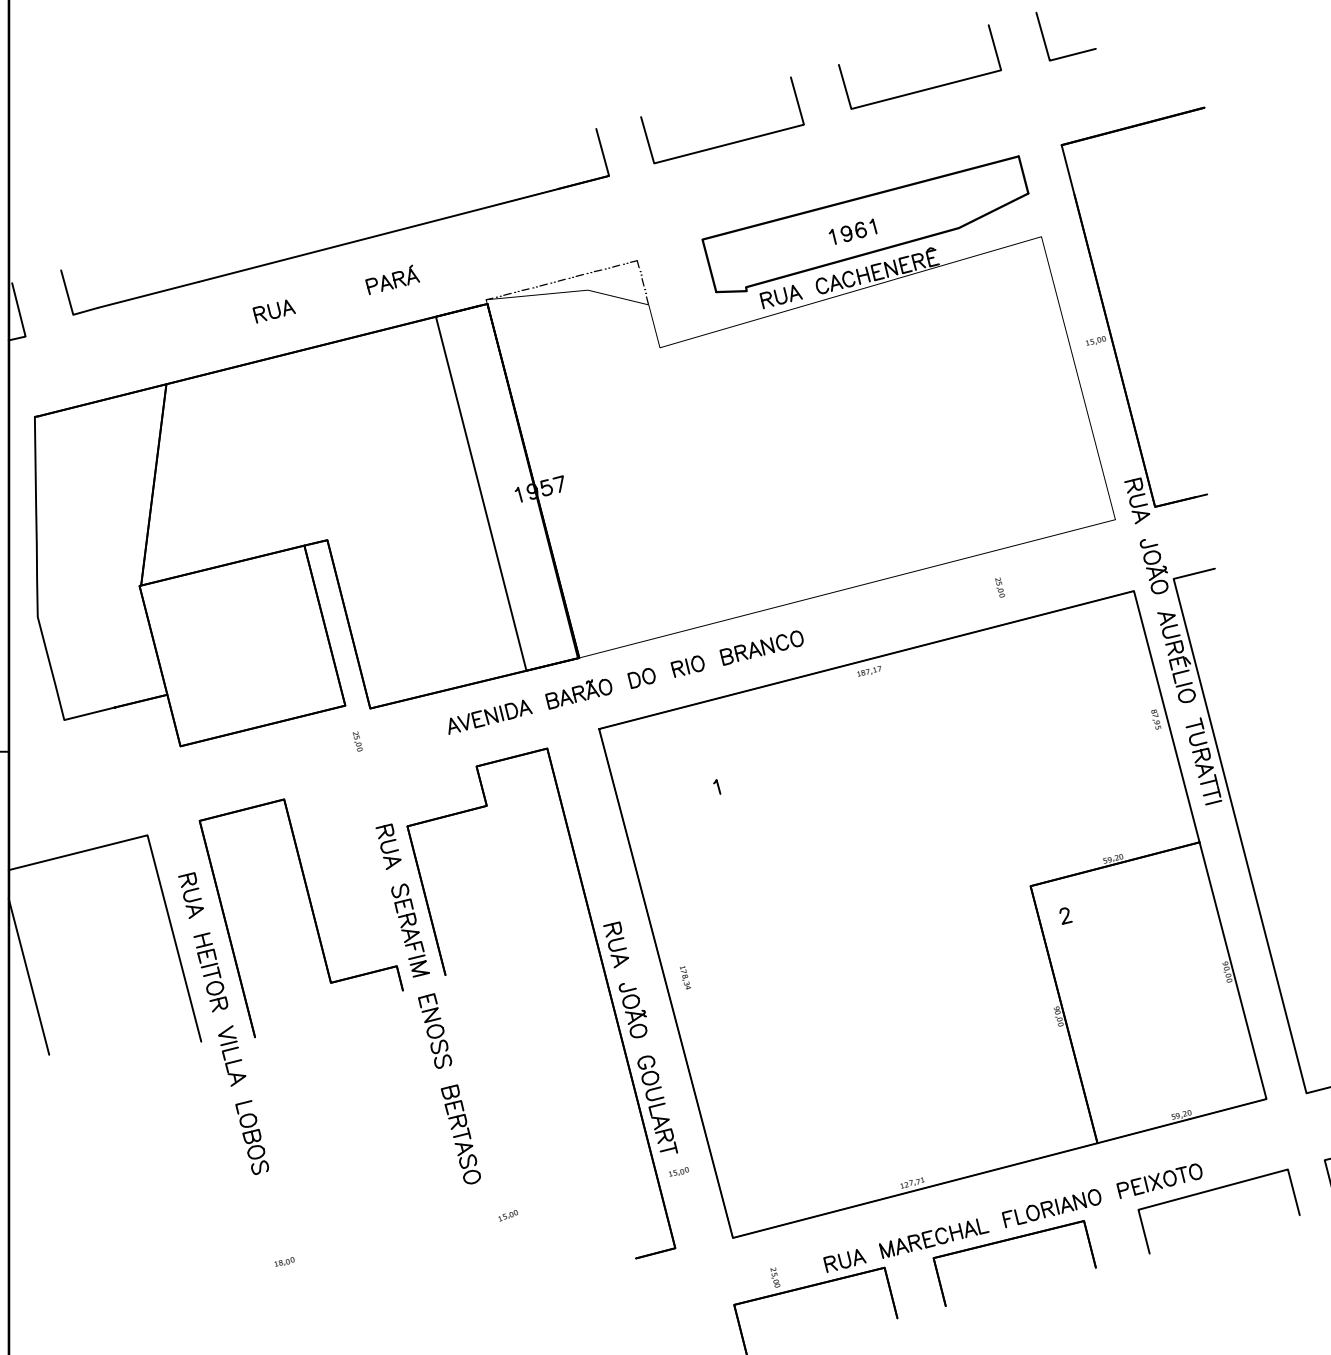 1961
RUA CACHENERÊ
RUA PARÁ
15,00
1957
RUA JOÃO AURÉLIO TURATTI
25,00
AVENIDA BARÃO DO RIO BRANCO
187,17
87,95
25,00
1
RUA HEITOR VILLA LOBOS
RUA SERAFIM ENOSS BERTASO
RUA JOÃO GOULART
59,20
2
178,34
90,00
90,00
59,20
15,00
127,71
RUA MARECHAL FLORIANO PEIXOTO
15,00
18,00
25,00